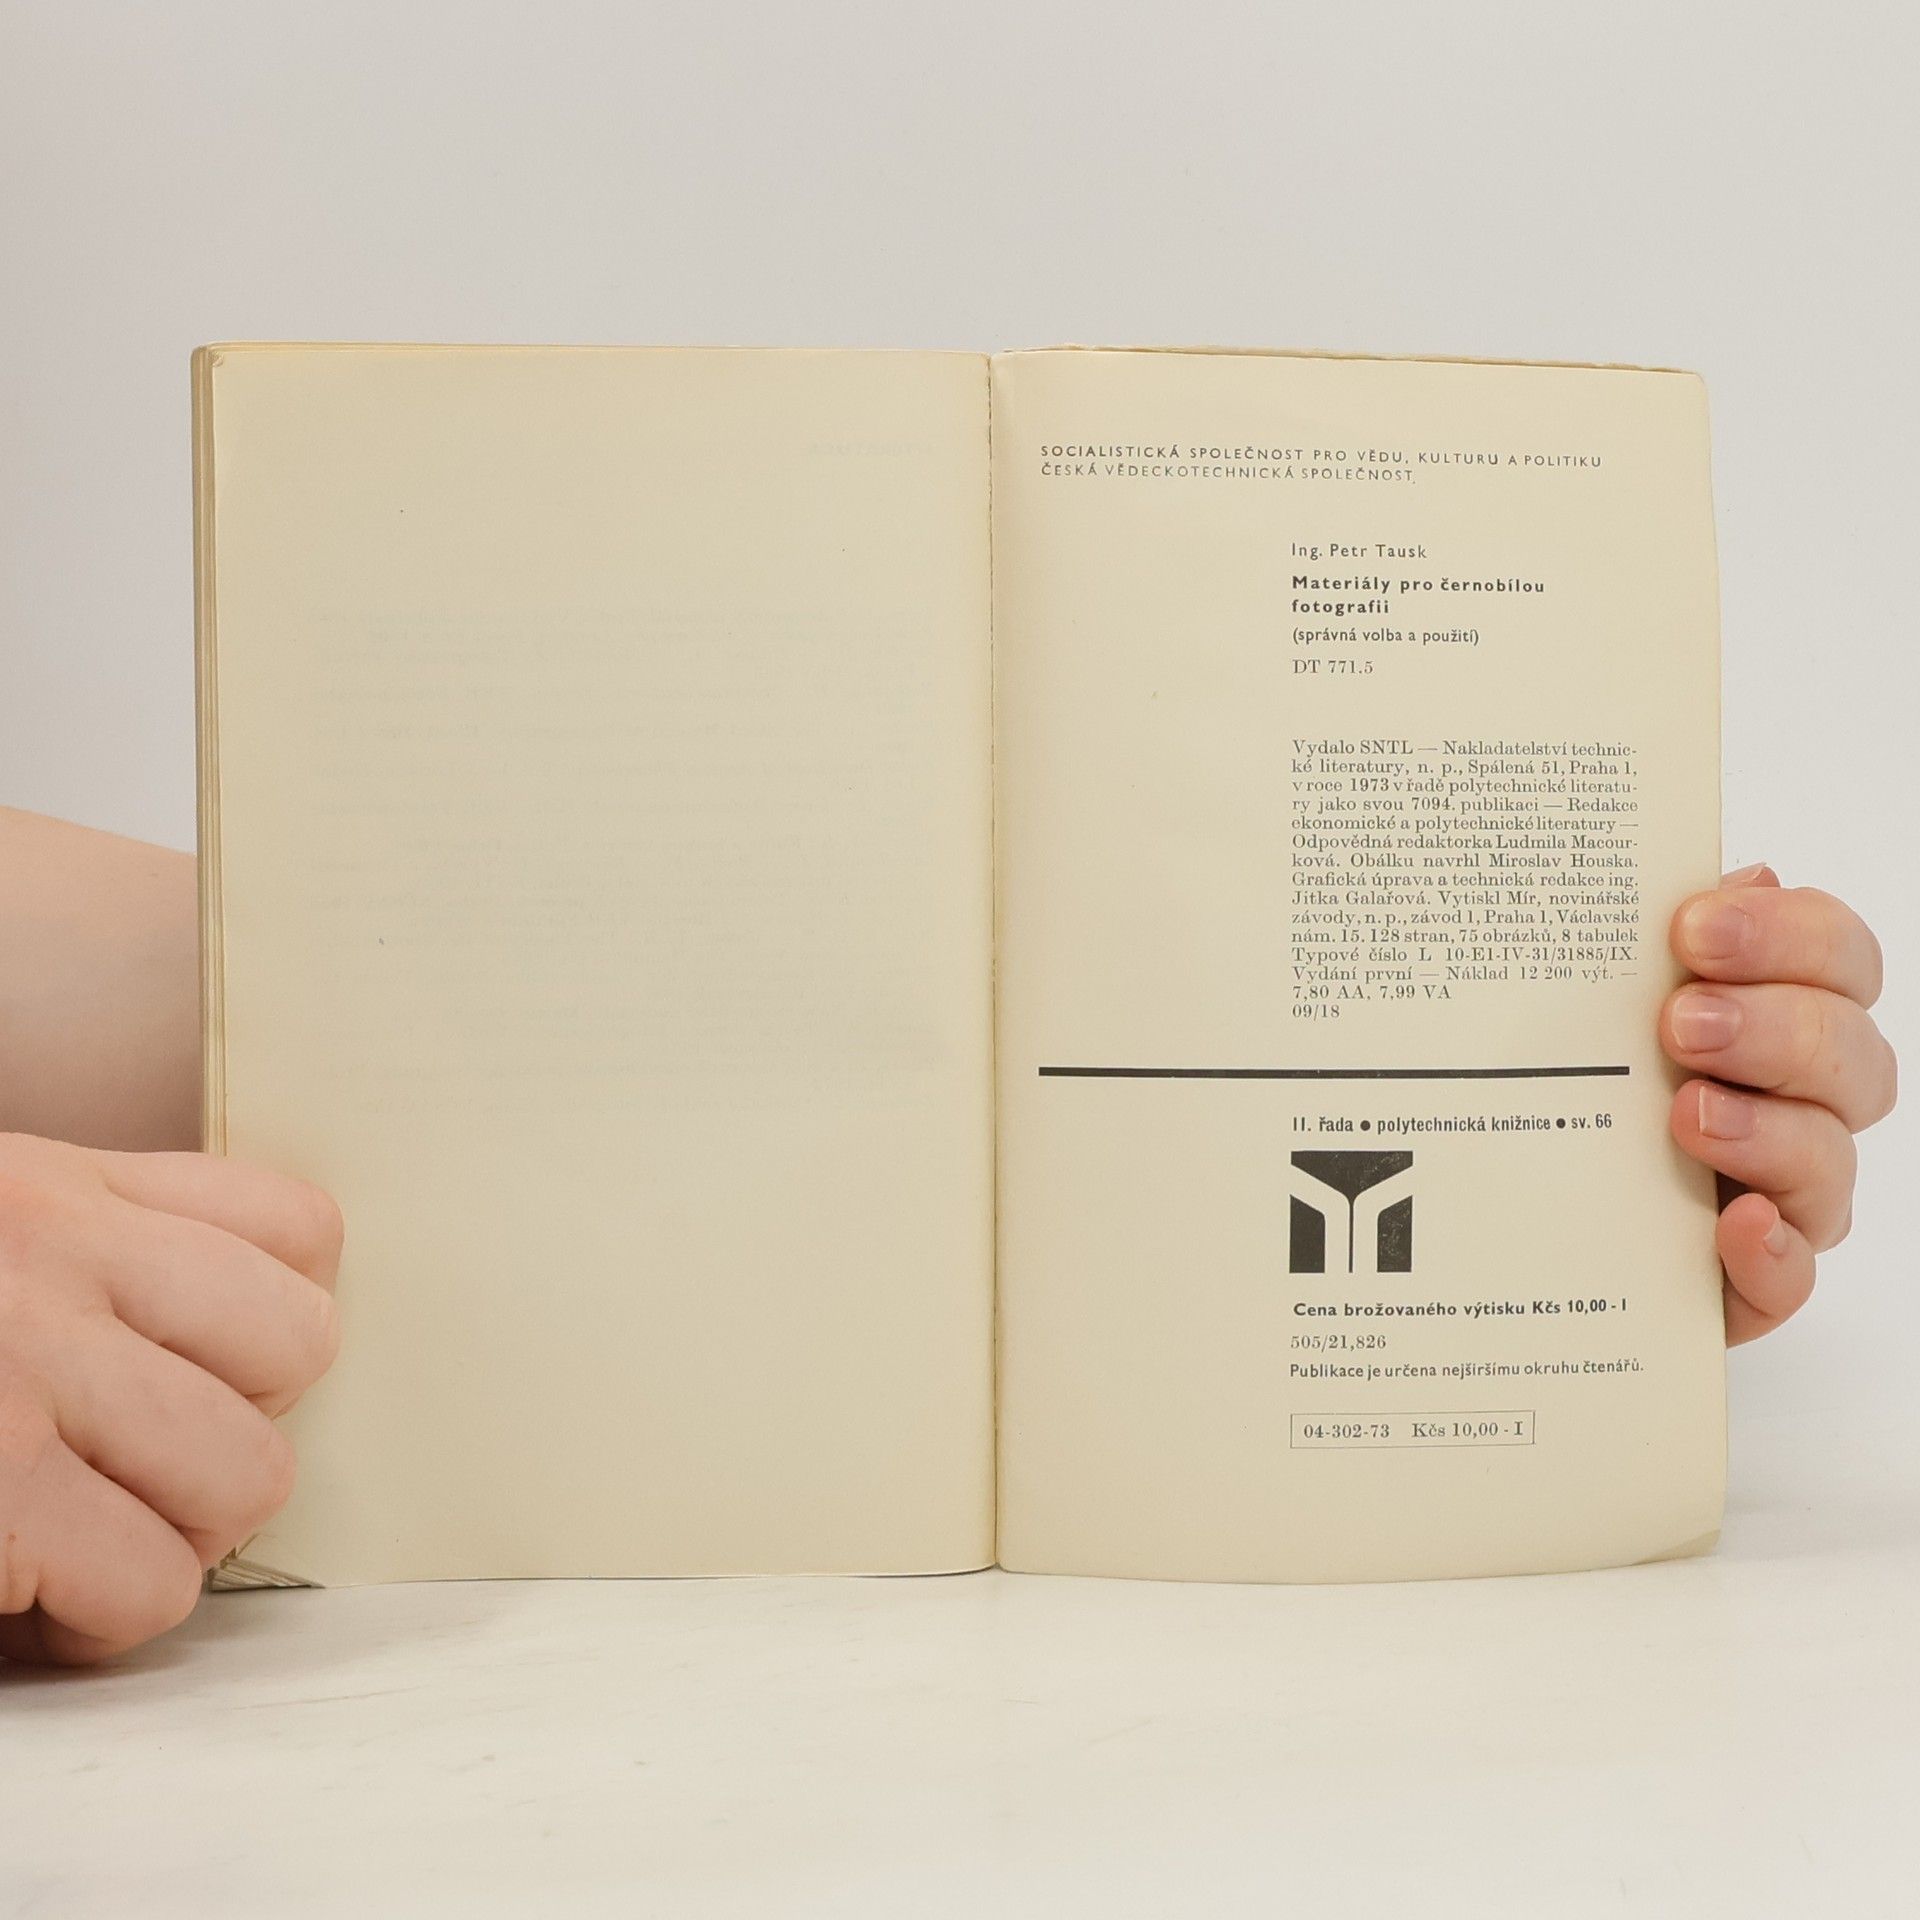 SOCIALISTICKÁ SPOLEČNOST PRO VĚDU, KULTURU A POLITIKU
ČESKÁ VĚDECKOTECHNICKÁ SPOLEČNOST
Ing. Petr Tausk
Materiály pro černobílou
fotografii
(správná volba a použití)
DT 771.5
Vydalo SNTL — Nakladatelství technic-
ké literatury, n. p., Spálená 51, Praha 1,
v roce 1973 v řadě polytechnické literatu-
ry jako svou 7094. publikaci — Redakce
ekonomické a polytechnické literatury —
Odpovědná redaktorka Ludmila Macour-
ková. Obálku navrhl Miroslav Houska.
Grafická úprava a technická redakce ing.
Jitka Galařová. Vytiskl Mír, novinářské
závody, n. p., závod 1, Praha 1, Václavské
nám. 15. 128 stran, 75 obrázků, 8 tabulek
Typové číslo L 10-E1-IV-31/31885/IX.
Vydání první — Náklad 12 200 výt. —
7,80 AA, 7,99 VA
09/18
II. řada ● polytechnická knižnice ● sv. 66
Cena brožovaného výtisku Kčs 10,00 - I
505/21,826
Publikace je určena nejširšímu okruhu čtenářů.
04-302-73 Kčs 10,00 - I